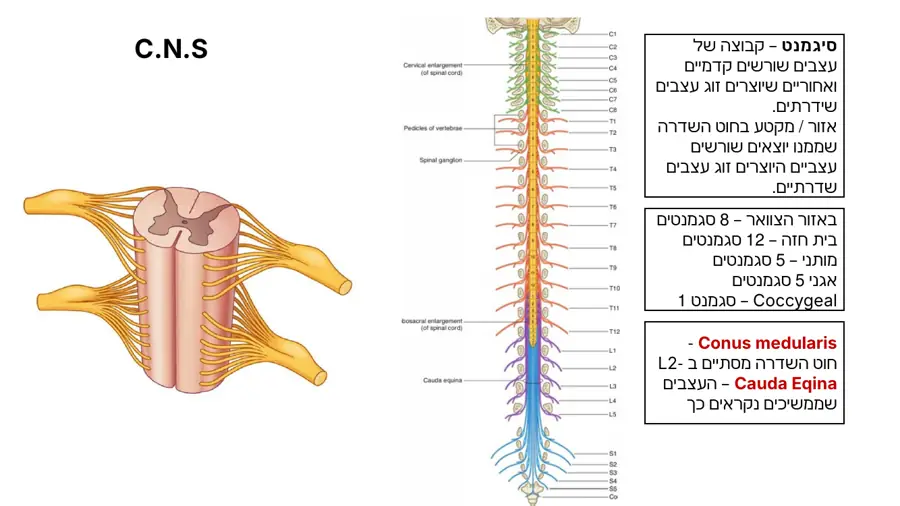 C.N.S
Cervical enlargement
(of spinal cord)
Pedicles of vertebrae
Spinal ganglion
bosacral enlargement
(of spinal cord)
Cauda equina
C1
C2
C3
C4
C5
C6
C7
C8
T1
T2
T3
T4
T5
T6
T7
T8
T9
T10
T11
T12
L1
L2
L3
L4
L5
S1
S2
S3
S4
S5
Co
סיגמנט – קבוצה של
עצבים שורשים קדמיים
ואחוריים שיוצרים זוג עצבים
שידרתים.
אזור / מקטע בחוט השדרה
שממנו יוצאים שורשים
עצביים היוצרים זוג עצבים
שדרתיים.
באזור הצוואר – 8 סגמנטים
בית חזה – 12 סגמנטים
מותני – 5 סגמנטים
אגני 5 סגמנטים
Coccygeal – סגמנט 1
Conus medularis -
חוט השדרה מסתיים ב -L2
Cauda Eqina – העצבים
שממשיכים נקראים כך